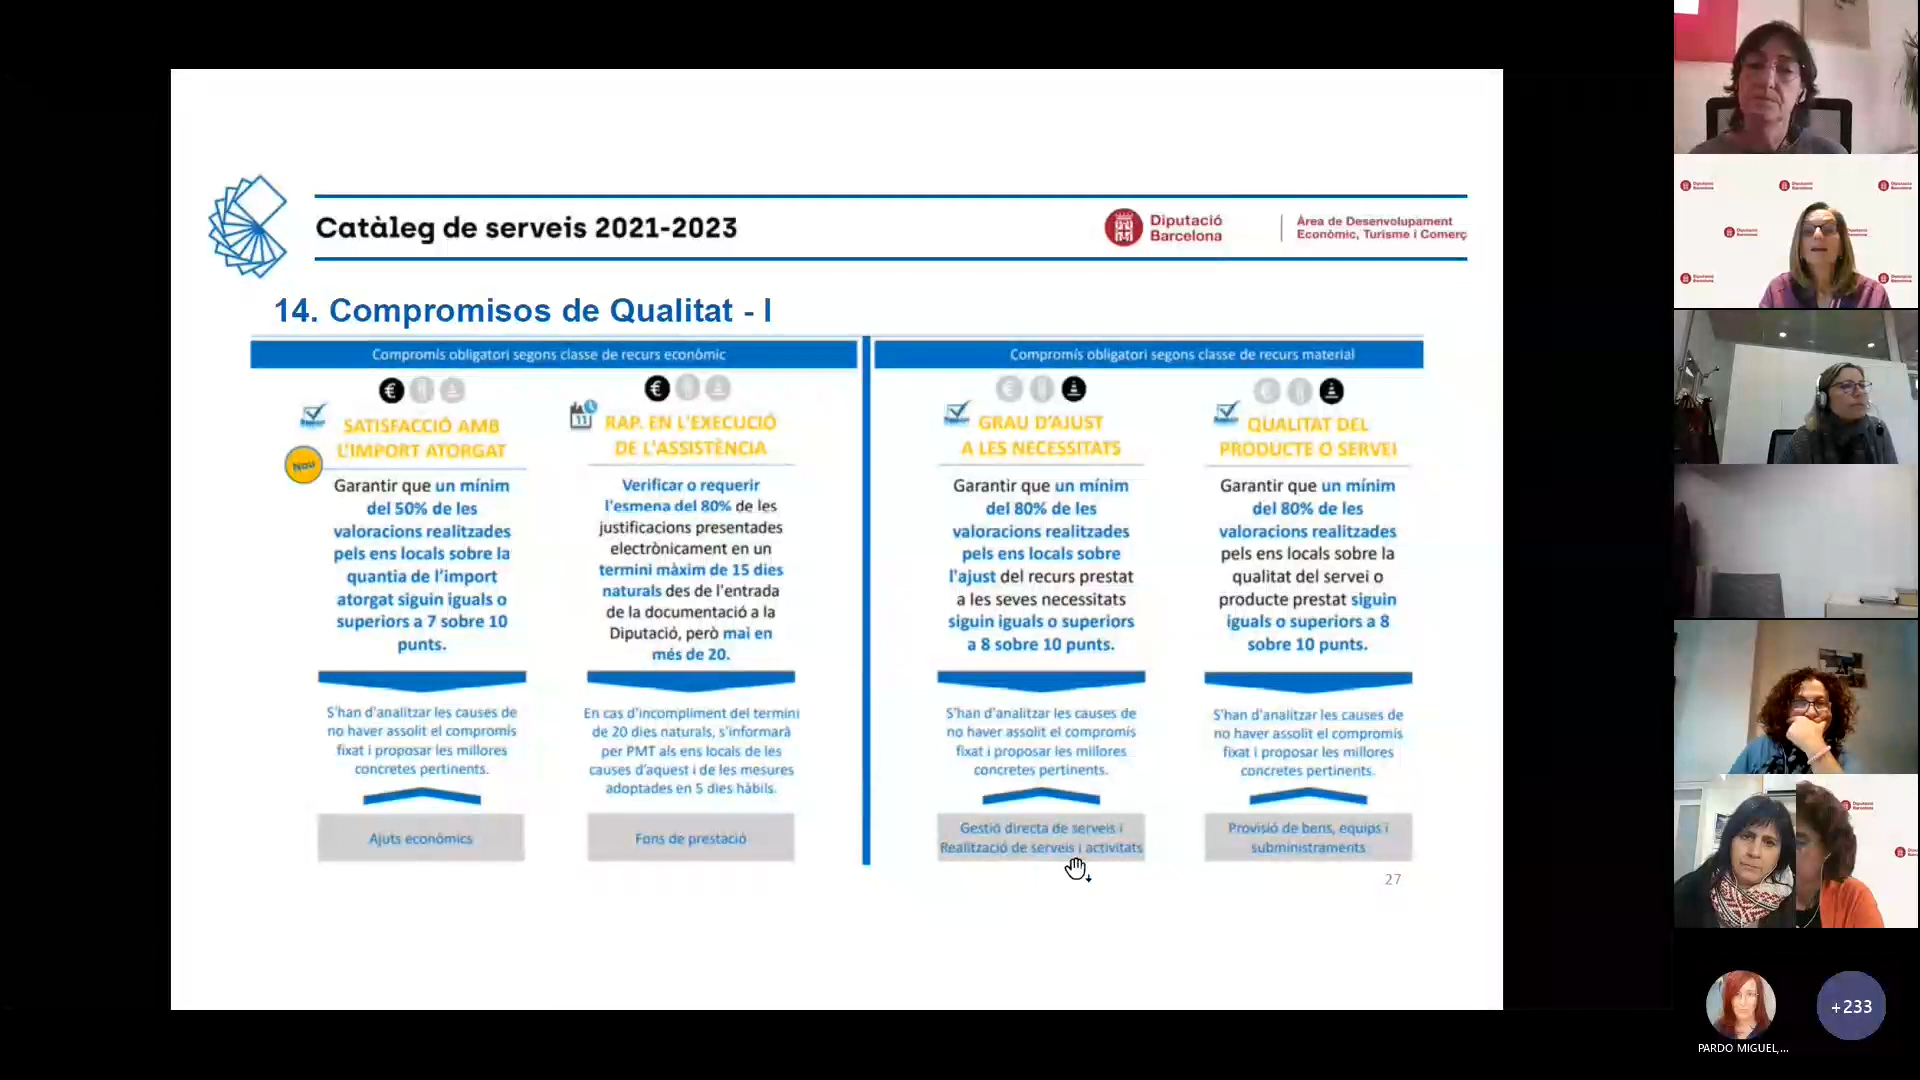 Catàleg de serveis 2021-2023
Diputació
Barcelona
Àrea de Desenvolupament
Econòmic, Turisme i Comerç
14. Compromisos de Qualitat - I
Compromís obligatori segons classe de recurs econòmic
SATISFACCIÓ AMB
L'IMPORT ATORGAT
Nou
Garantir que un mínim
del 50% de les
valoracions realitzades
pels ens locals sobre la
quantia de l'import
atorgat siguin iguals o
superiors a 7 sobre 10
punts.
S'han d'analitzar les causes de
no haver assolit el compromís
fixat i proposar les millores
concretes pertinents.
Ajuts econòmics
11
RAP. EN L'EXECUCIÓ
DE L'ASSISTÈNCIA
Verificar o requerir
l'esmena del 80% de les
justificacions presentades
electrònicament en un
termini màxim de 15 dies
naturals des de l'entrada
de la documentació a la
Diputació, però mai en
més de 20.
En cas d'incompliment del termini
de 20 dies naturals, s'informarà
per PMT als ens locals de les
causes d'aquest i de les mesures
adoptades en 5 dies hàbils.
Fons de prestació
Compromís obligatori segons classe de recurs material
GRAU D'AJUST
A LES NECESSITATS
Garantir que un mínim
del 80% de les
valoracions realitzades
pels ens locals sobre
l'ajust del recurs prestat
a les seves necessitats
siguin iguals o superiors
a 8 sobre 10 punts.
S'han d'analitzar les causes de
no haver assolit el compromís
fixat i proposar les millores
concretes pertinents.
Gestió directa de serveis i
Realització de serveis i activitats
QUALITAT DEL
PRODUCTE O SERVEI
Garantir que un mínim
del 80% de les
valoracions realitzades
pels ens locals sobre la
qualitat del servei o
producte prestat siguin
iguals o superiors a 8
sobre 10 punts.
S'han d'analitzar les causes de
no haver assolit el compromís
fixat i proposar les millores
concretes pertinents.
Provisió de béns, equips i
subministraments
27
+233
PARDO MIGUEL,...